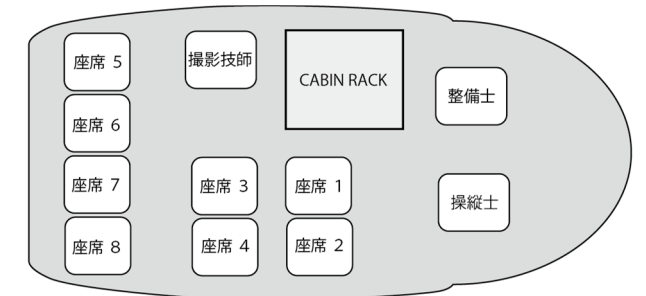 座席 5
撮影技師
CABIN RACK
整備士
座席 6
座席 7
座席 3
座席 1
操縦士
座席 8
座席 4
座席 2